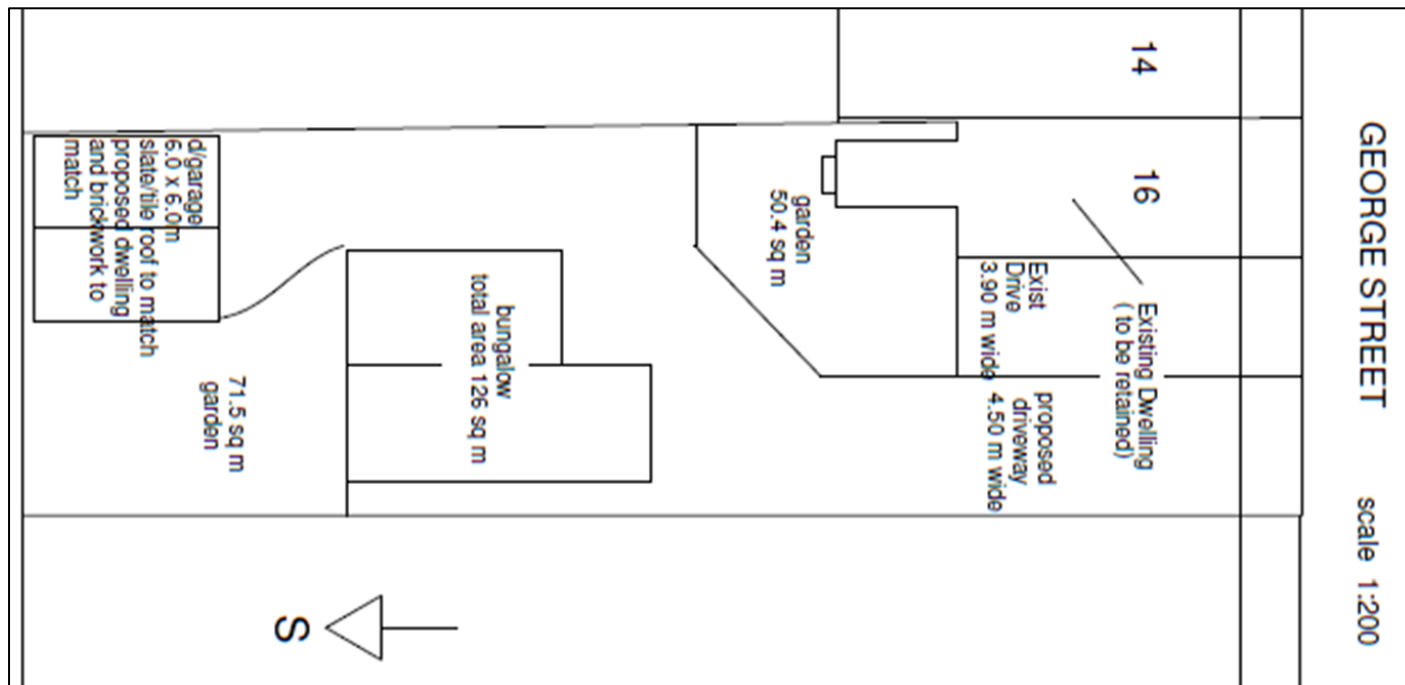 GEORGE STREET
scale 1:200
14
16
Existing Dwelling
( to be retained)
Exist
Drive
3.90 m wide
proposed
driveway
4.50 m wide
garden
50.4 sq m
bungalow
total area 126 sq m
d/garage
6.0 x 6.0m
slate/tile roof to match
proposed dwelling
and brickwork to
match
71.5 sq m
garden
S